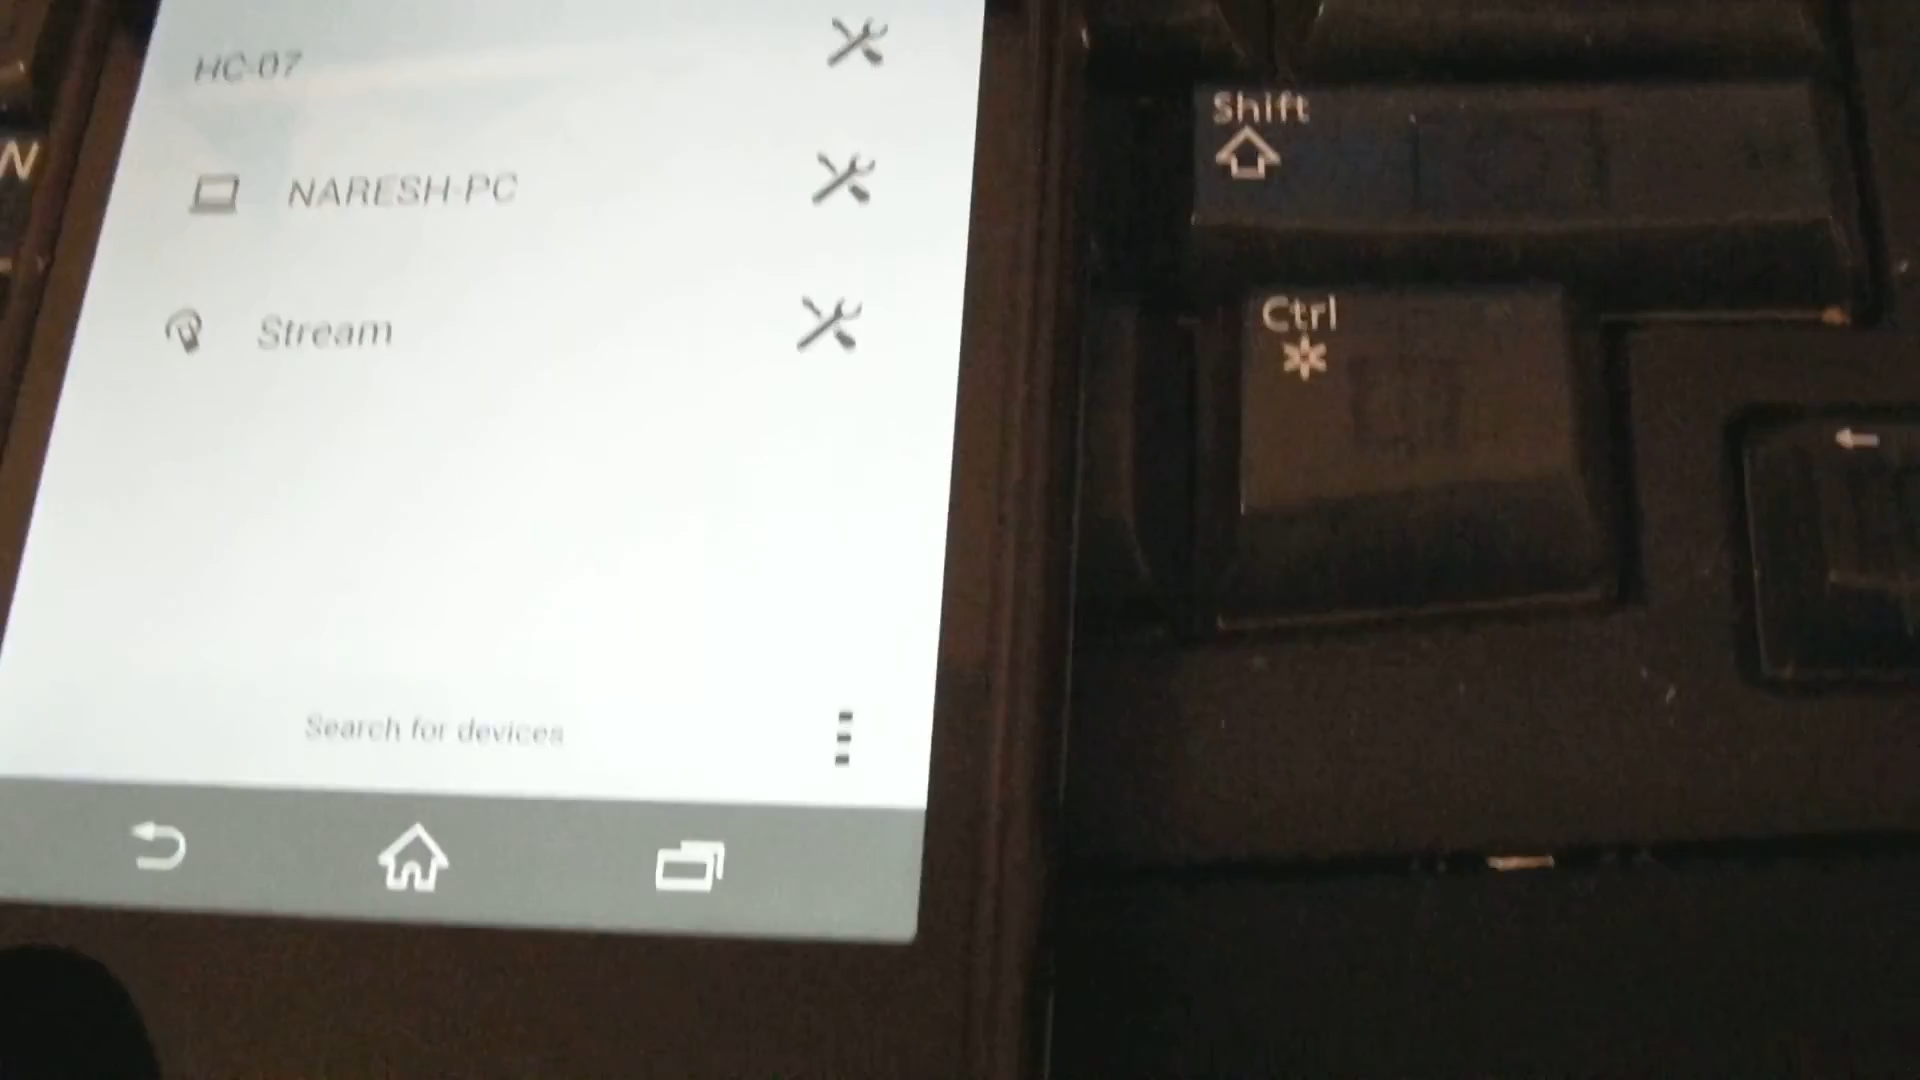 HC-07
NARESH-PC
Stream
Search for devices
N
Shift
Ctrl